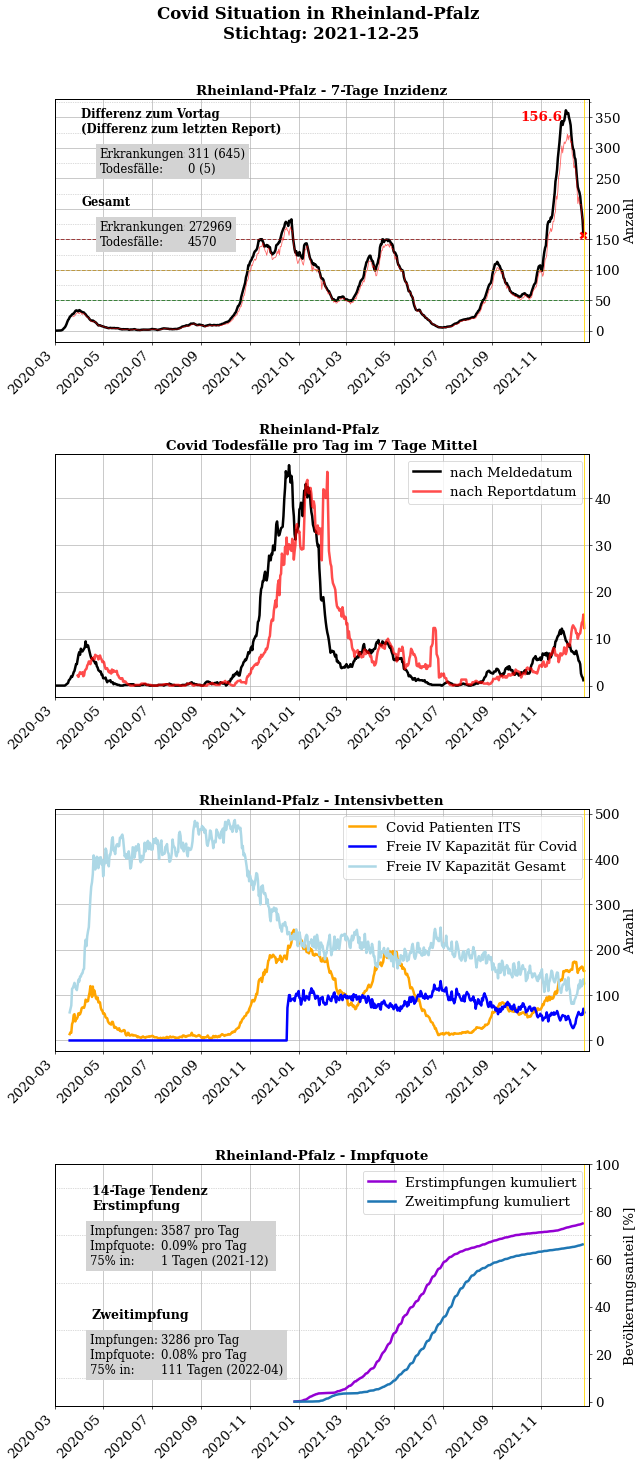 Covid Situation in Rheinland-Pfalz
Stichtag: 2021-12-25
Rheinland-Pfalz - 7-Tage Inzidenz
Differenz zum Vortag
(Differenz zum letzten Report)
Erkrankungen 311 (645)
Todesfälle: 0 (5)
Gesamt
Erkrankungen 272969
Todesfälle: 4570
156.6
350
300
250
200
150
100
50
0
Anzahl
2020-03
2020-05
2020-07
2020-09
2020-11
2021-01
2021-03
2021-05
2021-07
2021-09
2021-11
Rheinland-Pfalz
Covid Todesfälle pro Tag im 7 Tage Mittel
nach Meldedatum
nach Reportdatum
40
30
20
10
0
2020-03
2020-05
2020-07
2020-09
2020-11
2021-01
2021-03
2021-05
2021-07
2021-09
2021-11
Rheinland-Pfalz - Intensivbetten
Covid Patienten ITS
Freie IV Kapazität für Covid
Freie IV Kapazität Gesamt
500
400
300
200
100
0
Anzahl
2020-03
2020-05
2020-07
2020-09
2020-11
2021-01
2021-03
2021-05
2021-07
2021-09
2021-11
Rheinland-Pfalz - Impfquote
14-Tage Tendenz
Erstimpfung
Impfungen: 3587 pro Tag
Impfquote: 0.09% pro Tag
75% in: 1 Tagen (2021-12)
Zweitimpfung
Impfungen: 3286 pro Tag
Impfquote: 0.08% pro Tag
75% in: 111 Tagen (2022-04)
Erstimpfungen kumuliert
Zweitimpfung kumuliert
100
80
60
40
20
0
Bevölkerungsanteil [%]
2020-03
2020-05
2020-07
2020-09
2020-11
2021-01
2021-03
2021-05
2021-07
2021-09
2021-11